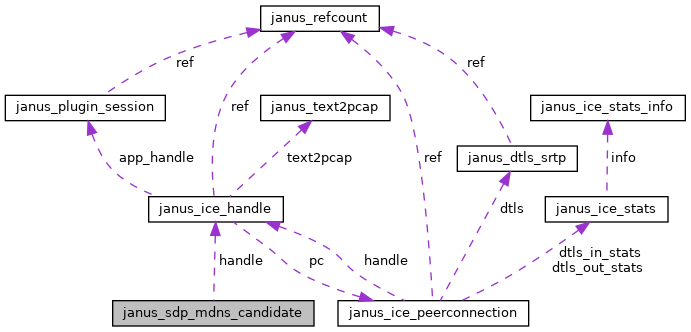 janus_refcount
ref
ref
janus_plugin_session
ref
janus_text2pcap
janus_ice_stats_info
app_handle
text2pcap
ref
janus_dtls_srtp
info
janus_ice_handle
dtls
janus_ice_stats
handle
pc
handle
dtls_in_stats
dtls_out_stats
janus_sdp_mdns_candidate
janus_ice_peerconnection